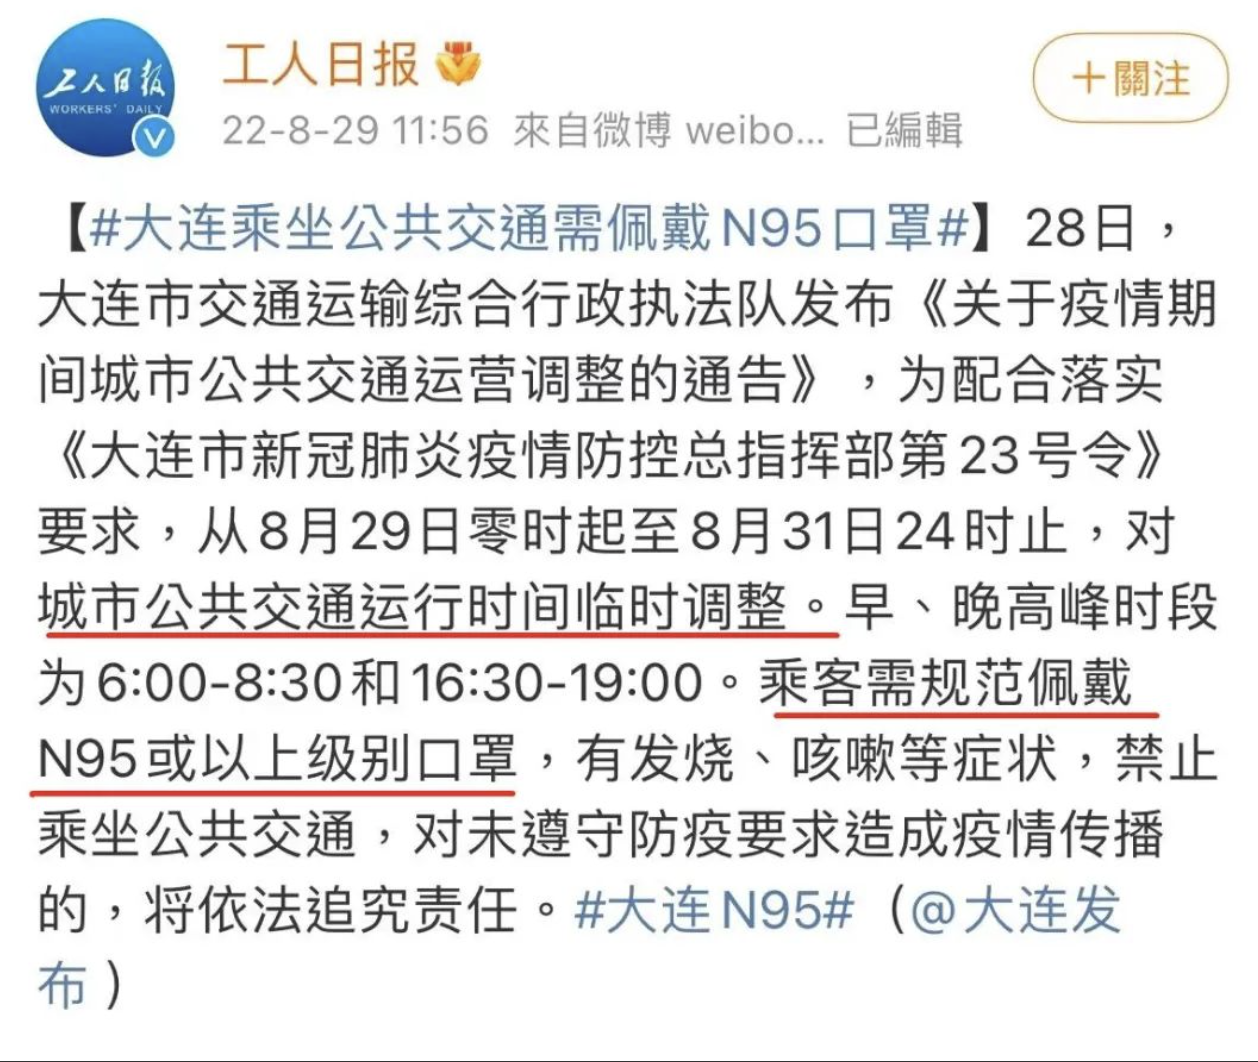 工人日报
WORKERS' DAILY
工人日报
22-8-29 11:56 來自微博 weibo... 已編輯
+關注
【#大连乘坐公共交通需佩戴N95口罩#】28日，
大连市交通运输综合行政执法队发布《关于疫情期
间城市公共交通运营调整的通告》，为配合落实
《大连市新冠肺炎疫情防控总指挥部第23号令》
要求，从8月29日零时起至8月31日24时止，对
城市公共交通运行时间临时调整。早、晚高峰时段
为6:00-8:30和16:30-19:00。乘客需规范佩戴
N95或以上级别口罩，有发烧、咳嗽等症状，禁止
乘坐公共交通，对未遵守防疫要求造成疫情传播
的，将依法追究责任。#大连N95#（@大连发
布）